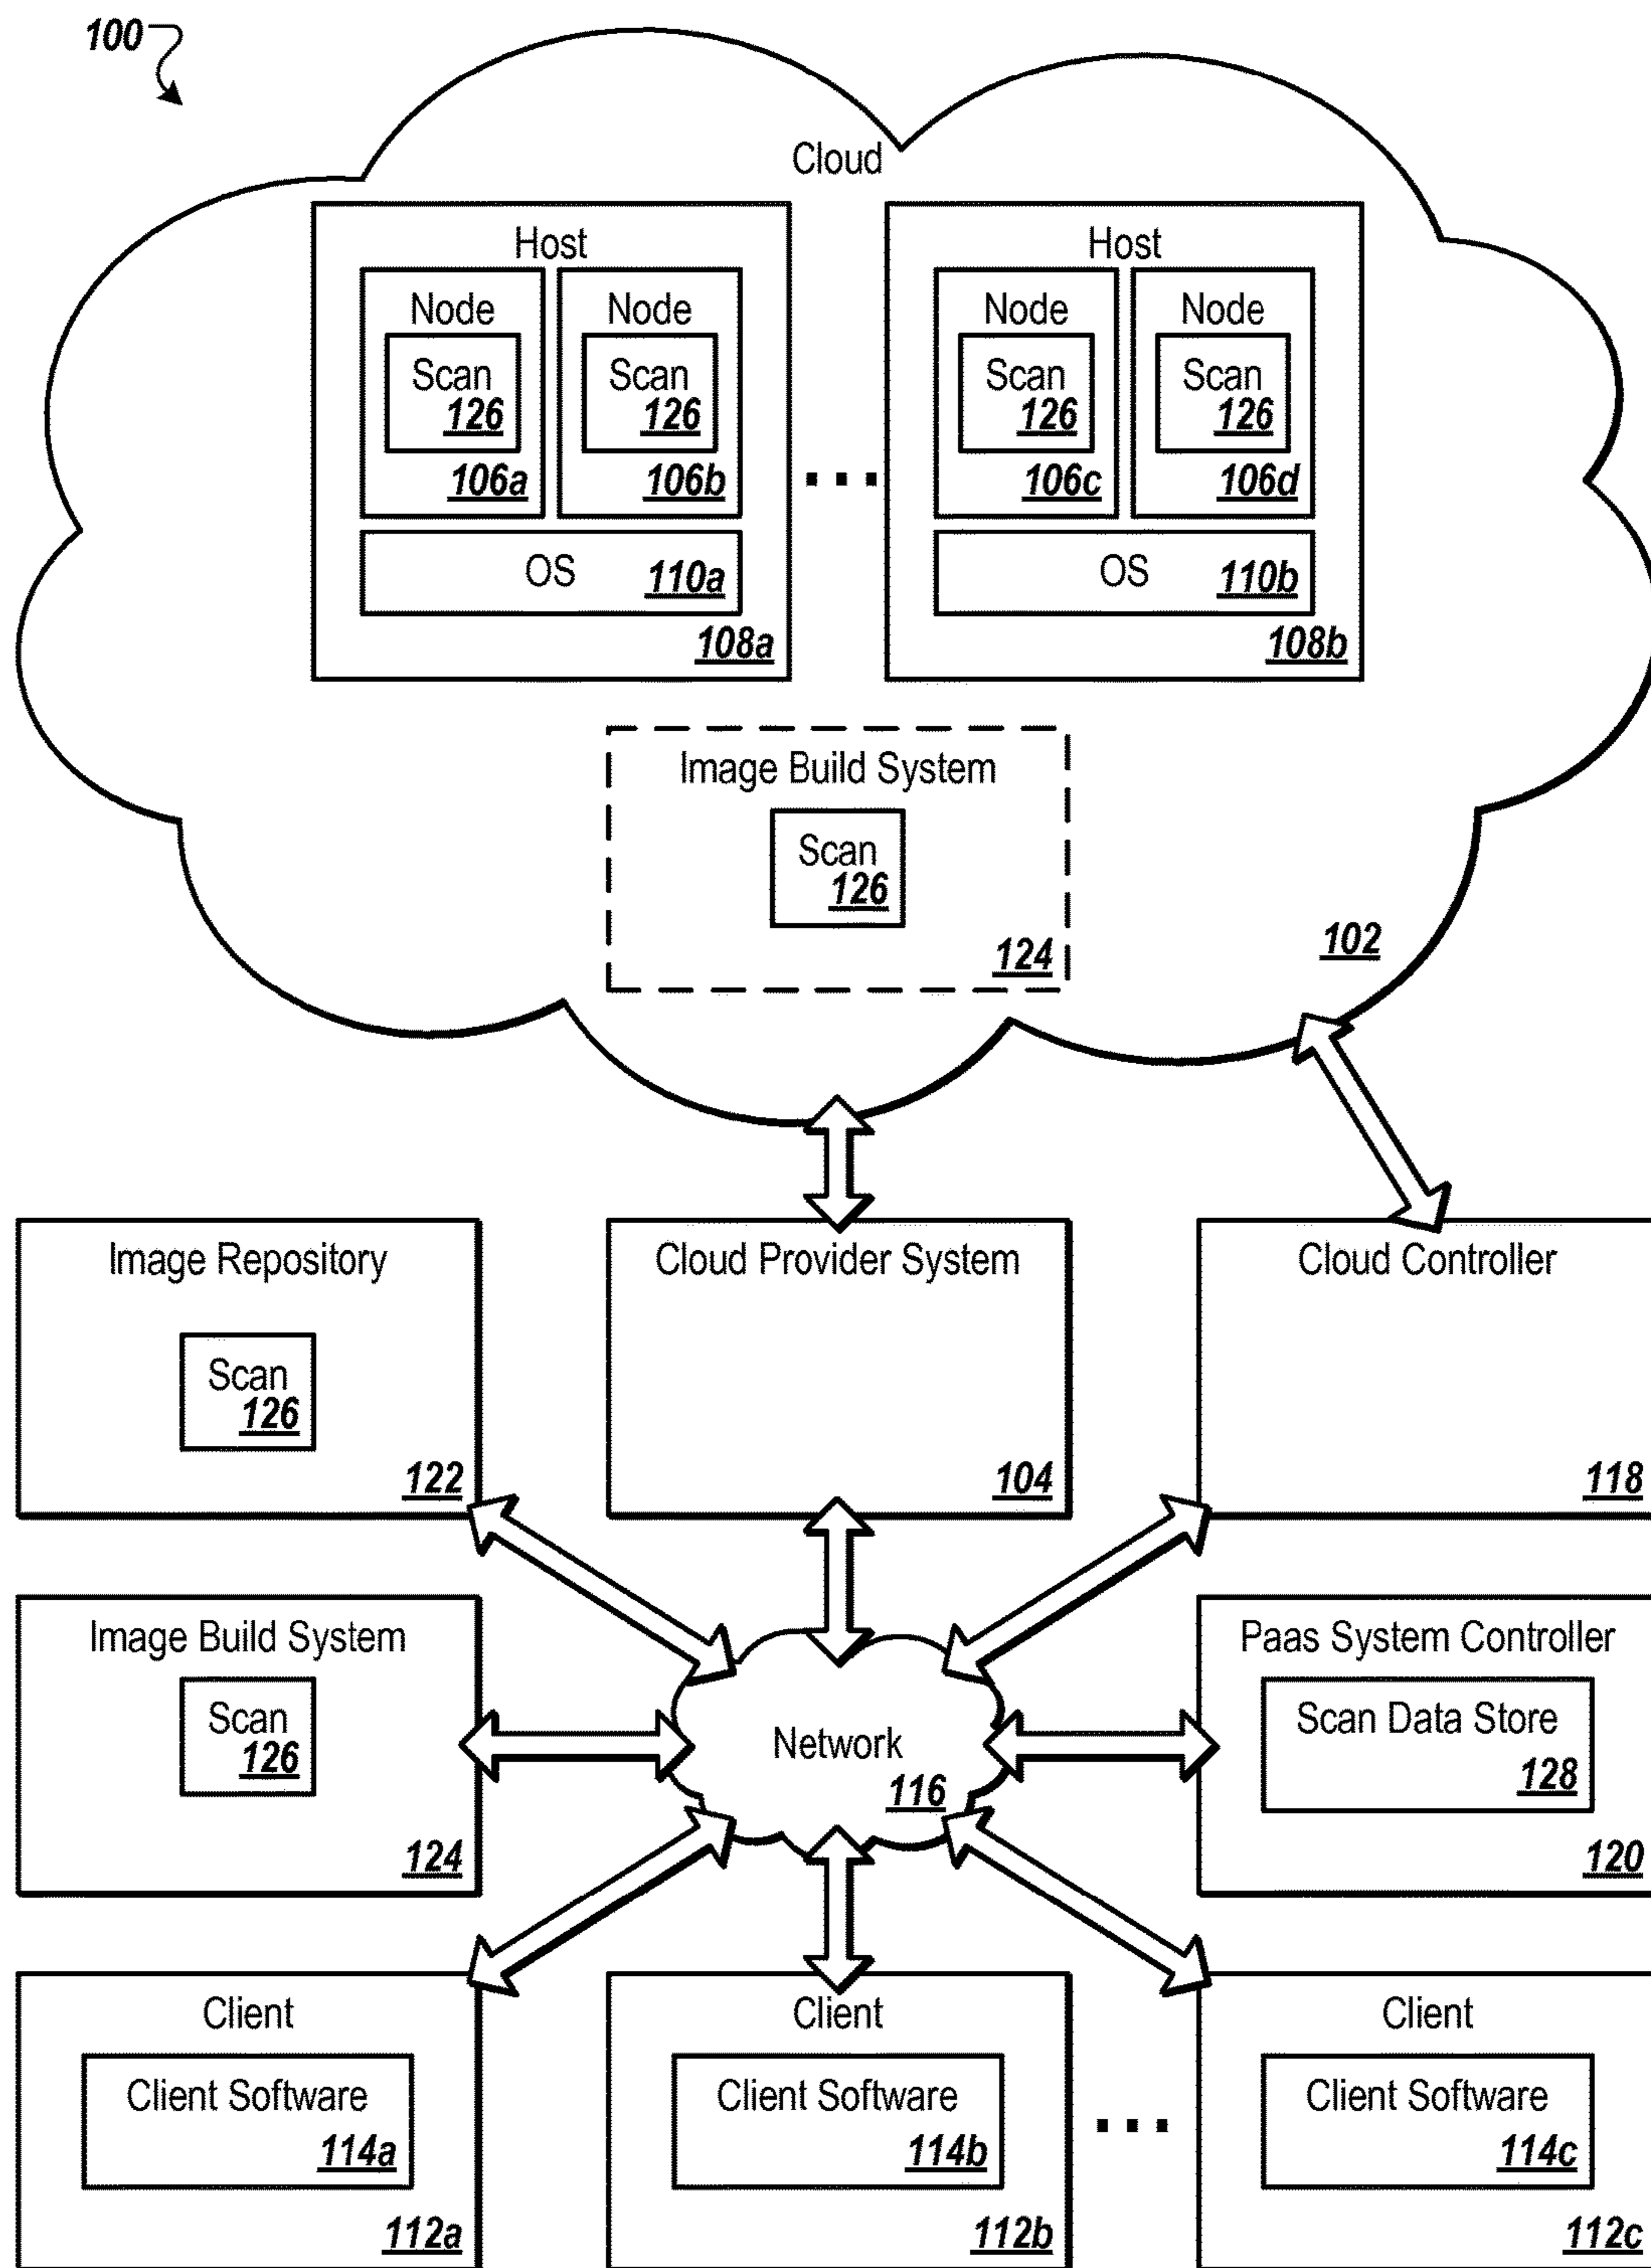 100
Cloud
Host
Host
Node
Node
Node
Node
Scan
Scan
Scan
Scan
126
126
126
126
106a
106b
...
106c
106d
OS
110a
OS
110b
108a
108b
Image Build System
Scan
126
124
102
Image Repository
Cloud Provider System
Cloud Controller
Scan
126
122
104
118
Image Build System
Paas System Controller
Scan
126
Network
116
Scan Data Store
128
124
120
Client
Client
Client
Client Software
Client Software
...
Client Software
114a
114b
114c
112a
112b
112c